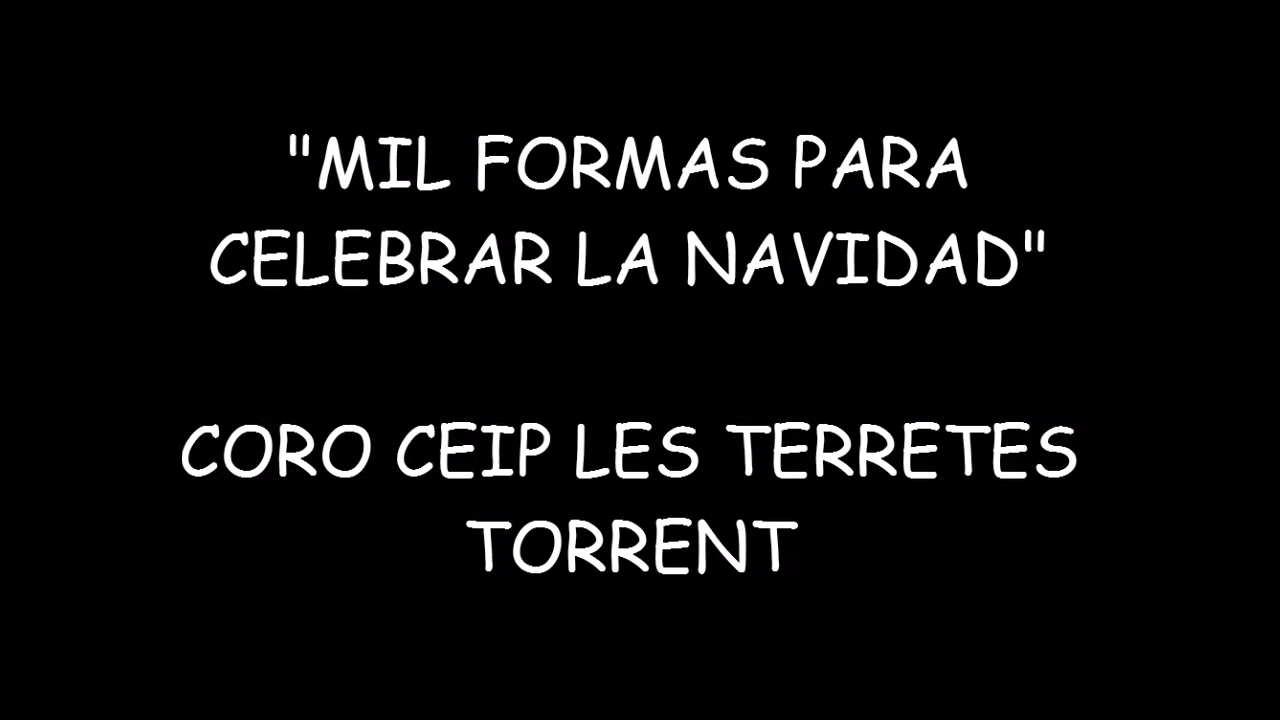 "MIL FORMAS PARA
CELEBRAR LA NAVIDAD"
CORO CEIP LES TERRETES
TORRENT